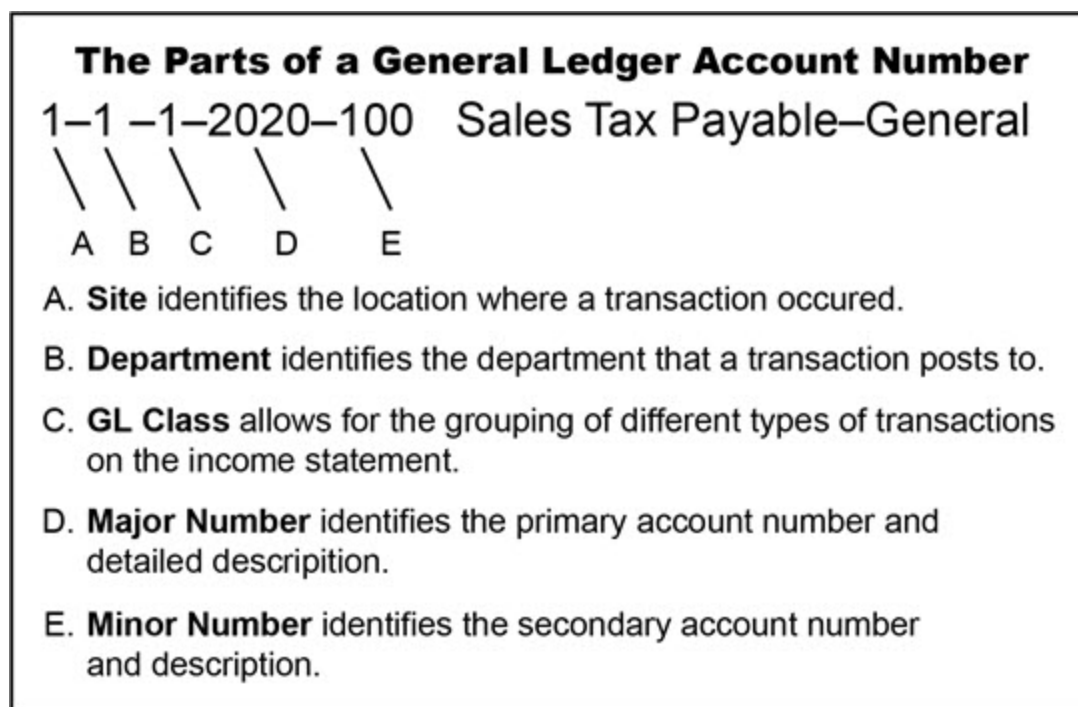 The Parts of a General Ledger Account Number
1–1 –1–2020–100 Sales Tax Payable–General
A B C D E
A. Site identifies the location where a transaction occured.
B. Department identifies the department that a transaction posts to.
C. GL Class allows for the grouping of different types of transactions
on the income statement.
D. Major Number identifies the primary account number and
detailed descripition.
E. Minor Number identifies the secondary account number
and description.